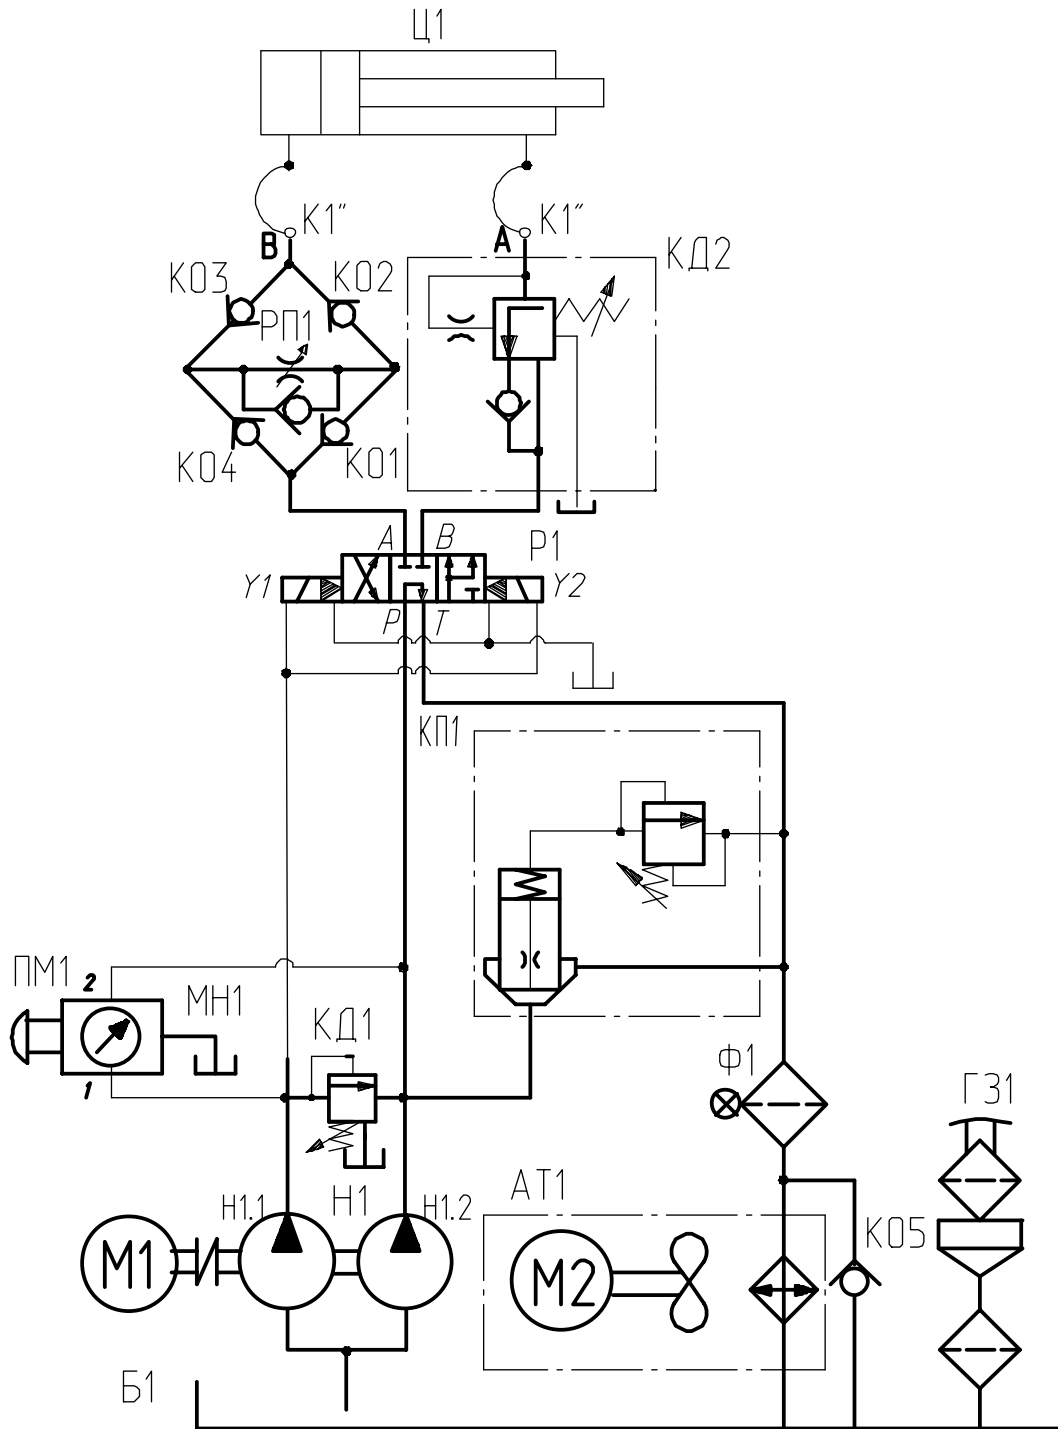 Ц1
К1"
К1"
В
А
КД2
КО3
КО2
РП1
КО4
КО1
А
В
Р1
Y1
Y2
Р
Т
КП1
ПМ1
2
МН1
КД1
1
Ф1
ГЗ1
Н1.1
Н1
Н1.2
АТ1
М1
М2
КО5
Б1